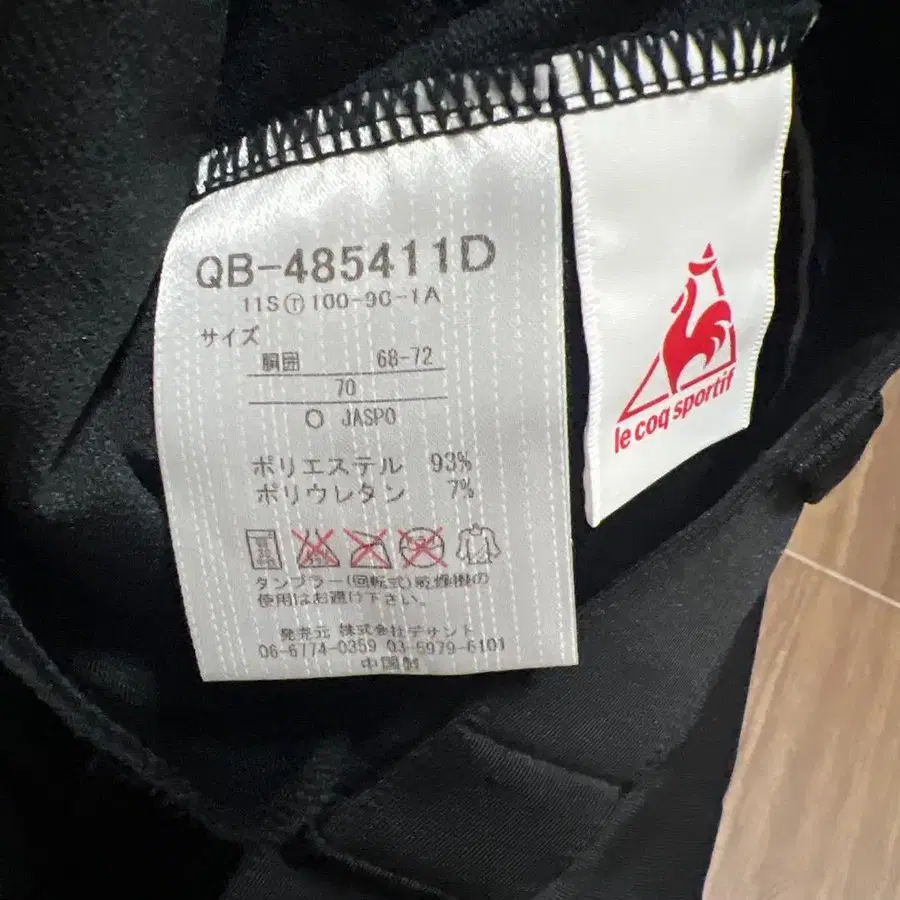 QB-485411D
11SⓉ100-9C-1A
サイズ
胴囲 68-72
70
○ JASPO
ポリエステル 93%
ポリウレタン 7%
タンブラー(回転式)乾燥機の
使用はお避け下さい。
発売元 株式会社デサント
06-6774-0359 03-5979-6101
中国製
le coq sportif